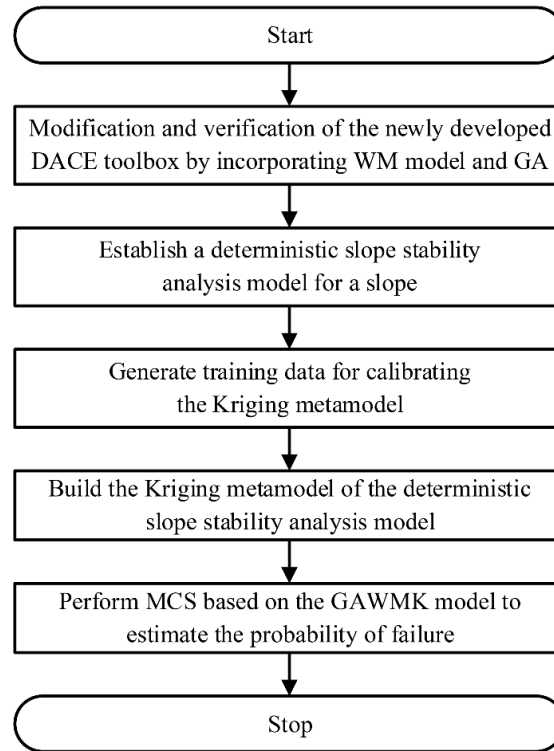 Start
Modification and verification of the newly developed
DACE toolbox by incorporating WM model and GA
Establish a deterministic slope stability
analysis model for a slope
Generate training data for calibrating
the Kriging metamodel
Build the Kriging metamodel of the deterministic
slope stability analysis model
Perform MCS based on the GAWMK model to
estimate the probability of failure
Stop